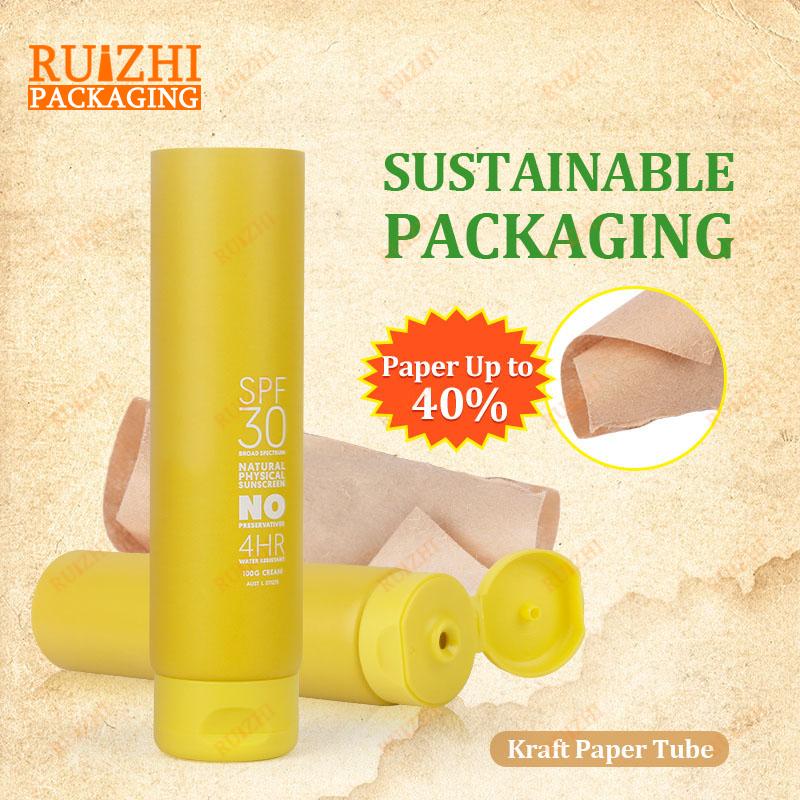 RUIZHI
PACKAGING
SUSTAINABLE
PACKAGING
Paper Up to
40%
SPF
30
BROAD SPECTRUM
NATURAL
PHYSICAL
SUNSCREEN
NO
PRESERVATIVES
4HR
WATER RESISTANT
100G CREAM
Kraft Paper Tube